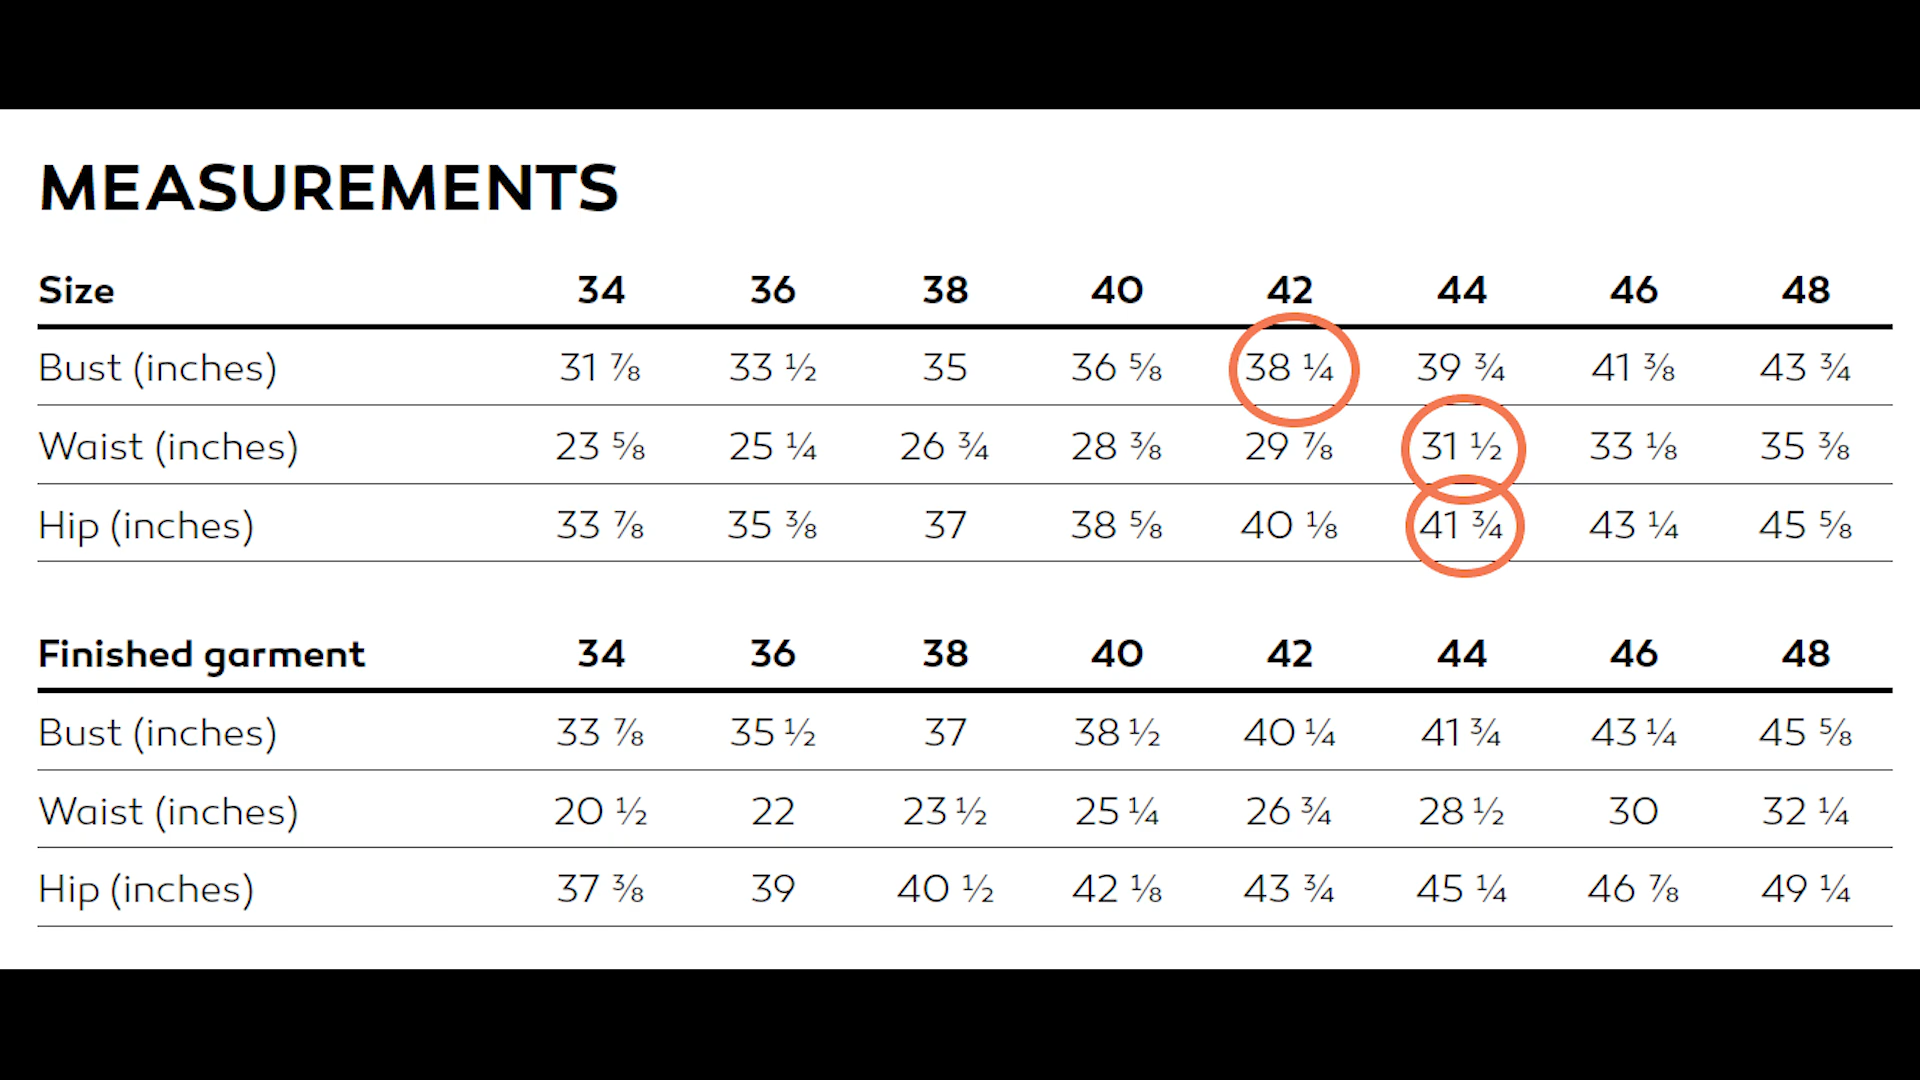 MEASUREMENTS
Size 34 36 38 40 42 44 46 48
Bust (inches) 31 ⅞ 33 ½ 35 36 ⅝ 38 ¼ 39 ¾ 41 ⅜ 43 ¾
Waist (inches) 23 ⅝ 25 ¼ 26 ¾ 28 ⅜ 29 ⅞ 31 ½ 33 ⅛ 35 ⅜
Hip (inches) 33 ⅞ 35 ⅜ 37 38 ⅝ 40 ⅛ 41 ¾ 43 ¼ 45 ⅝
Finished garment 34 36 38 40 42 44 46 48
Bust (inches) 33 ⅞ 35 ½ 37 38 ½ 40 ¼ 41 ¾ 43 ¼ 45 ⅝
Waist (inches) 20 ½ 22 23 ½ 25 ¼ 26 ¾ 28 ½ 30 32 ¼
Hip (inches) 37 ⅜ 39 40 ½ 42 ⅛ 43 ¾ 45 ¼ 46 ⅞ 49 ¼